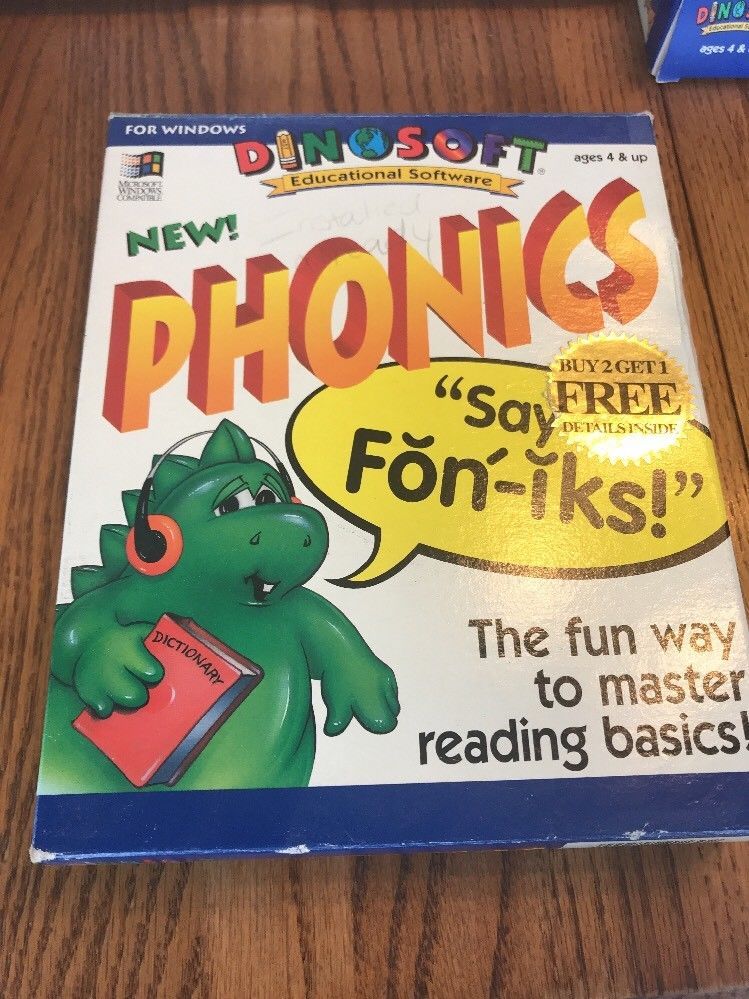 FOR WINDOWS
DINOSOFT®
Educational Software
ages 4 & up
MICROSOFT
WINDOWS
COMPATIBLE
NEW!
PHONICS
BUY 2 GET 1
FREE
DETAILS INSIDE
"Say
Fŏn´-ĭks!"
DICTIONARY
The fun way
to master
reading basics!
DINO
ages 4 &